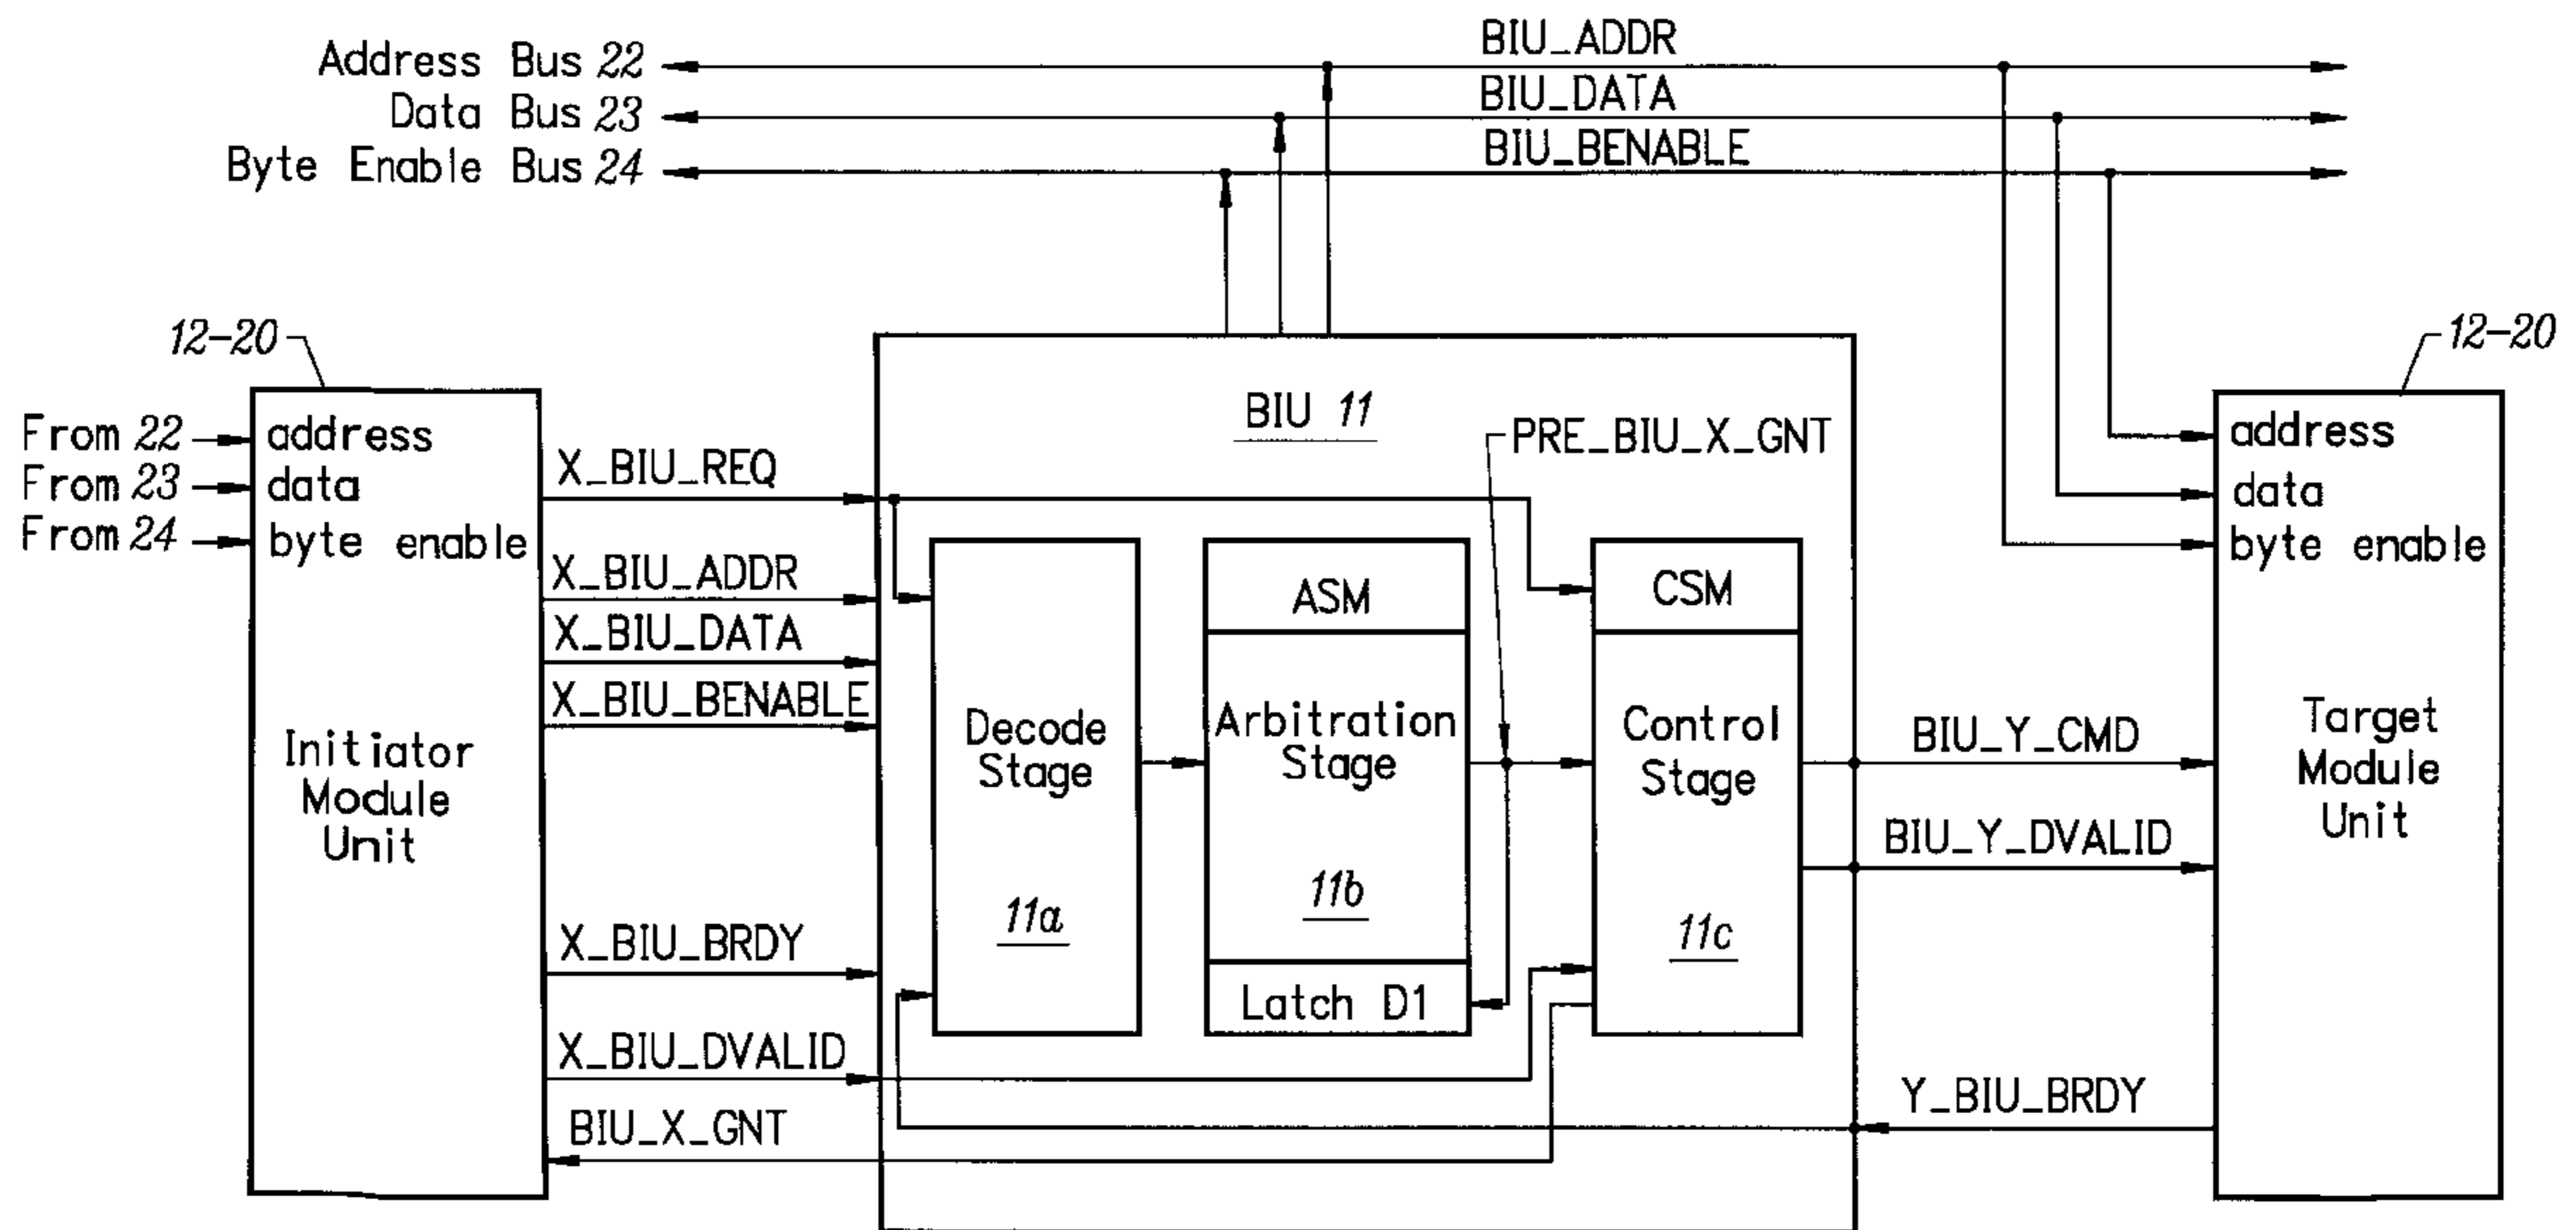 BIU_ADDR
Address Bus 22
BIU_DATA
Data Bus 23
BIU_BENABLE
Byte Enable Bus 24
12-20
12-20
From 22
address
From 23
data
From 24
byte enable
Initiator
Module
Unit
X_BIU_REQ
X_BIU_ADDR
X_BIU_DATA
X_BIU_BENABLE
X_BIU_BRDY
X_BIU_DVALID
BIU_X_GNT
BIU 11
PRE_BIU_X_GNT
Decode
Stage
11a
ASM
Arbitration
Stage
11b
Latch D1
CSM
Control
Stage
11c
BIU_Y_CMD
BIU_Y_DVALID
Y_BIU_BRDY
address
data
byte enable
Target
Module
Unit